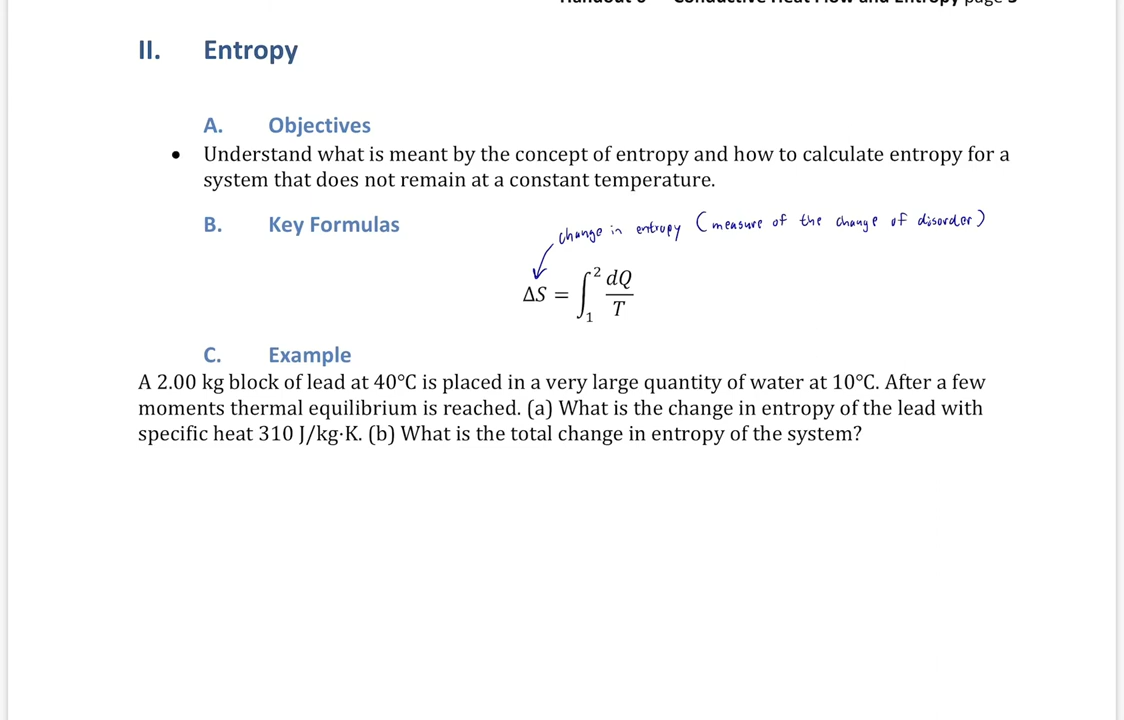 II. Entropy
A. Objectives
• Understand what is meant by the concept of entropy and how to calculate entropy for a
system that does not remain at a constant temperature.
B. Key Formulas
change in entropy (measure of the change of disorder)
ΔS = ∫₁² dQ/T
C. Example
A 2.00 kg block of lead at 40°C is placed in a very large quantity of water at 10°C. After a few
moments thermal equilibrium is reached. (a) What is the change in entropy of the lead with
specific heat 310 J/kg·K. (b) What is the total change in entropy of the system?